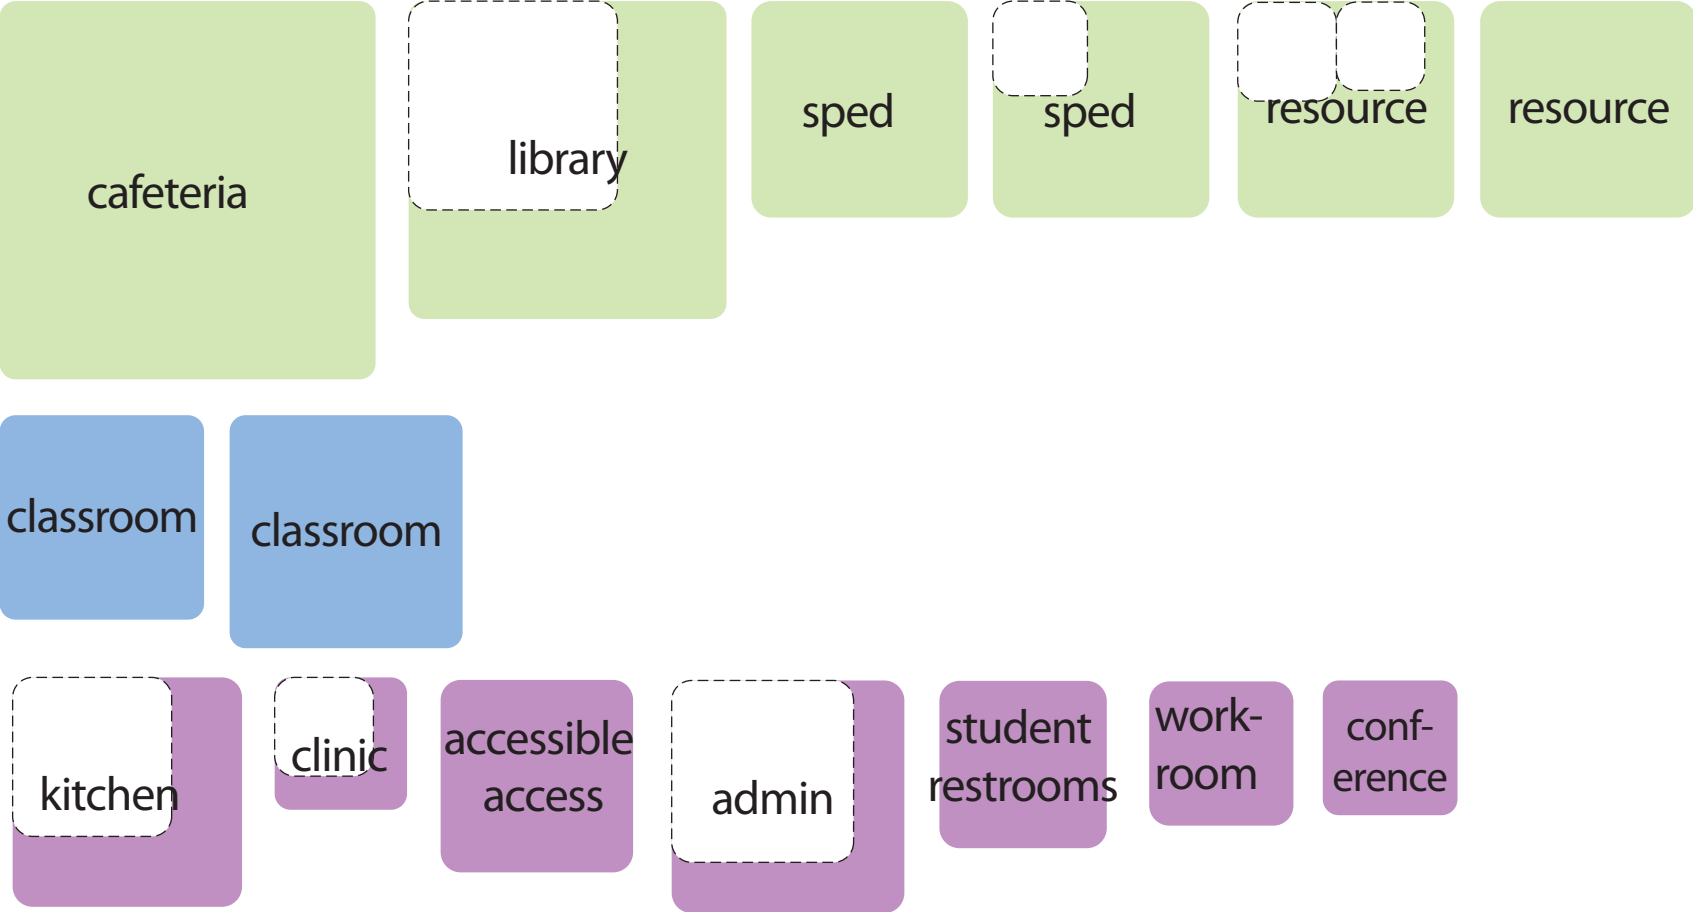 cafeteria
library
sped
sped
resource
resource
classroom
classroom
kitchen
clinic
accessible
access
admin
student
restrooms
work-
room
conf-
erence